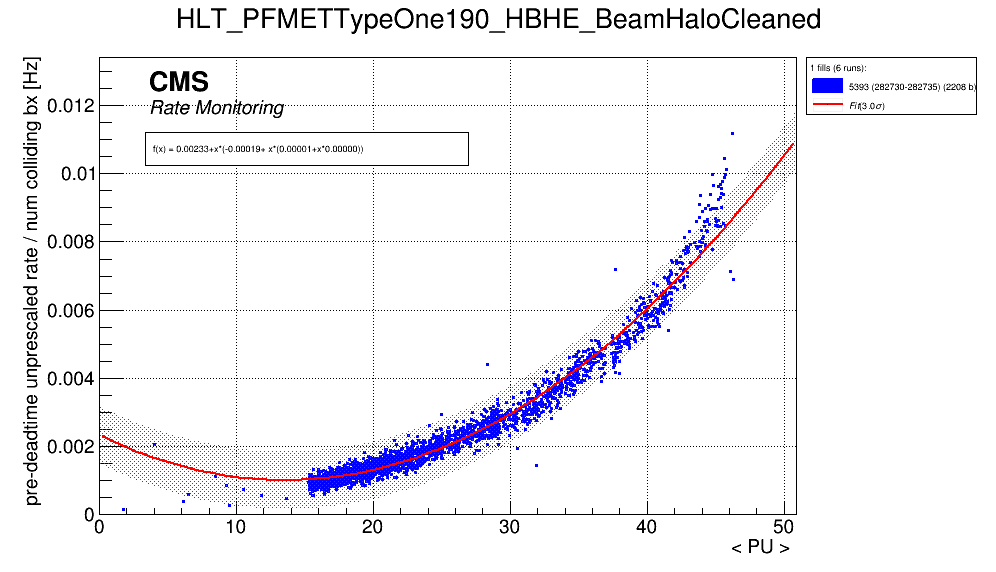 HLT_PFMETTypeOne190_HBHE_BeamHaloCleaned
pre-deadtime unprescaled rate / num colliding bx [Hz]
CMS
Rate Monitoring
f(x) = 0.00233+x*(-0.00019+ x*(0.00001+x*0.00000))
1 fills (6 runs):
5393 (282730-282735) (2208 b)
Fit(3.0σ)
0.012
0.01
0.008
0.006
0.004
0.002
0
0 10 20 30 40 50
< PU >